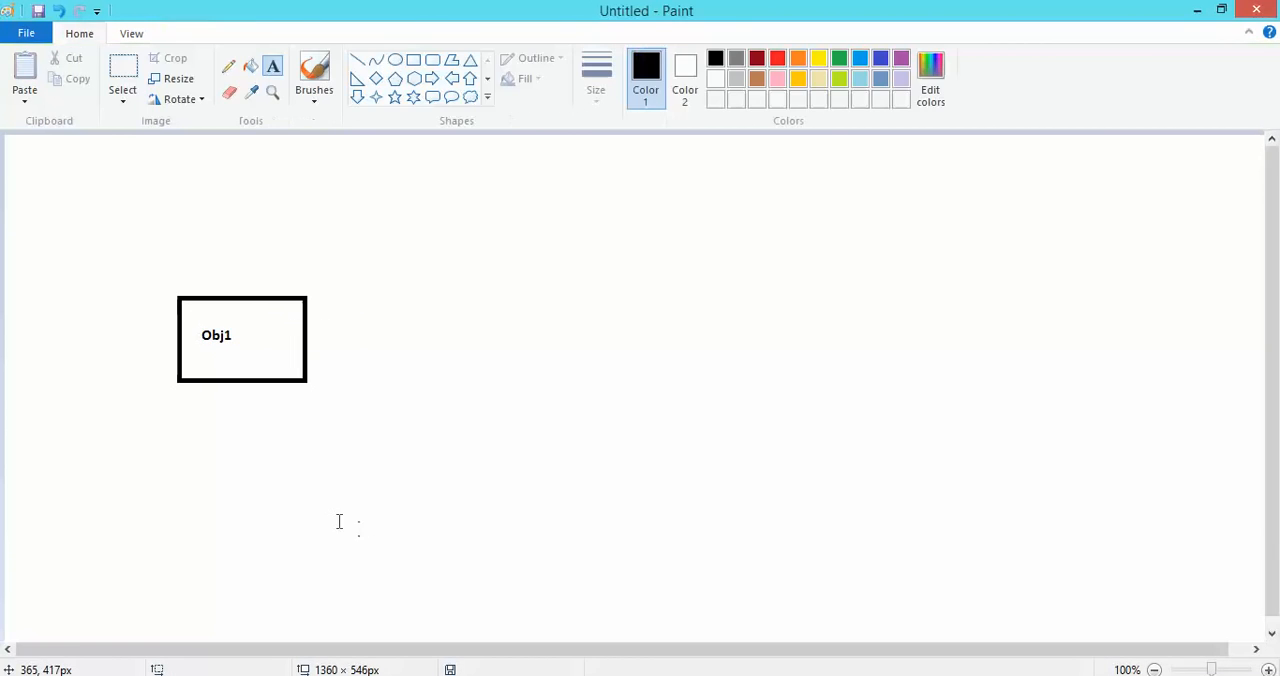 Untitled - Paint
File Home View
Paste
Cut
Copy
Clipboard
Select
Crop
Resize
Rotate
Image
A
Tools
Brushes
Outline
Fill
Shapes
Size
Color 1
Color 2
Edit colors
Colors
Obj1
365, 417px
1360 × 546px
100%